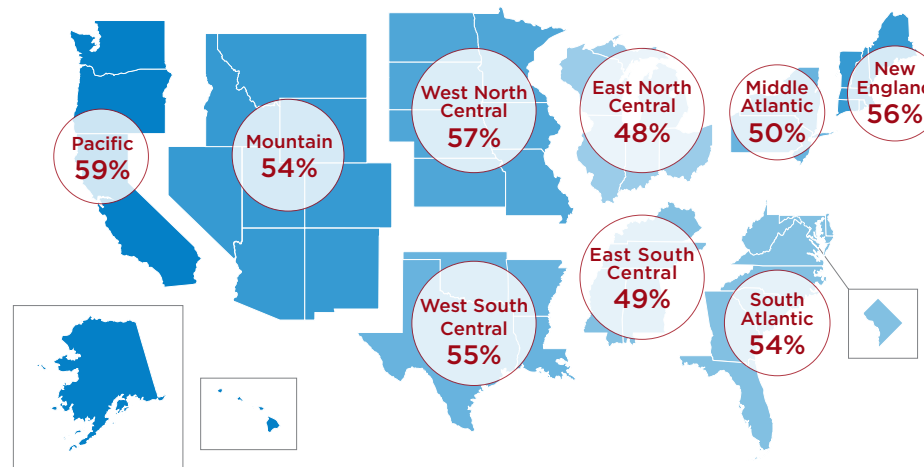 Pacific
59%
Mountain
54%
West North
Central
57%
East North
Central
48%
Middle
Atlantic
50%
New
England
56%
West South
Central
55%
East South
Central
49%
South
Atlantic
54%